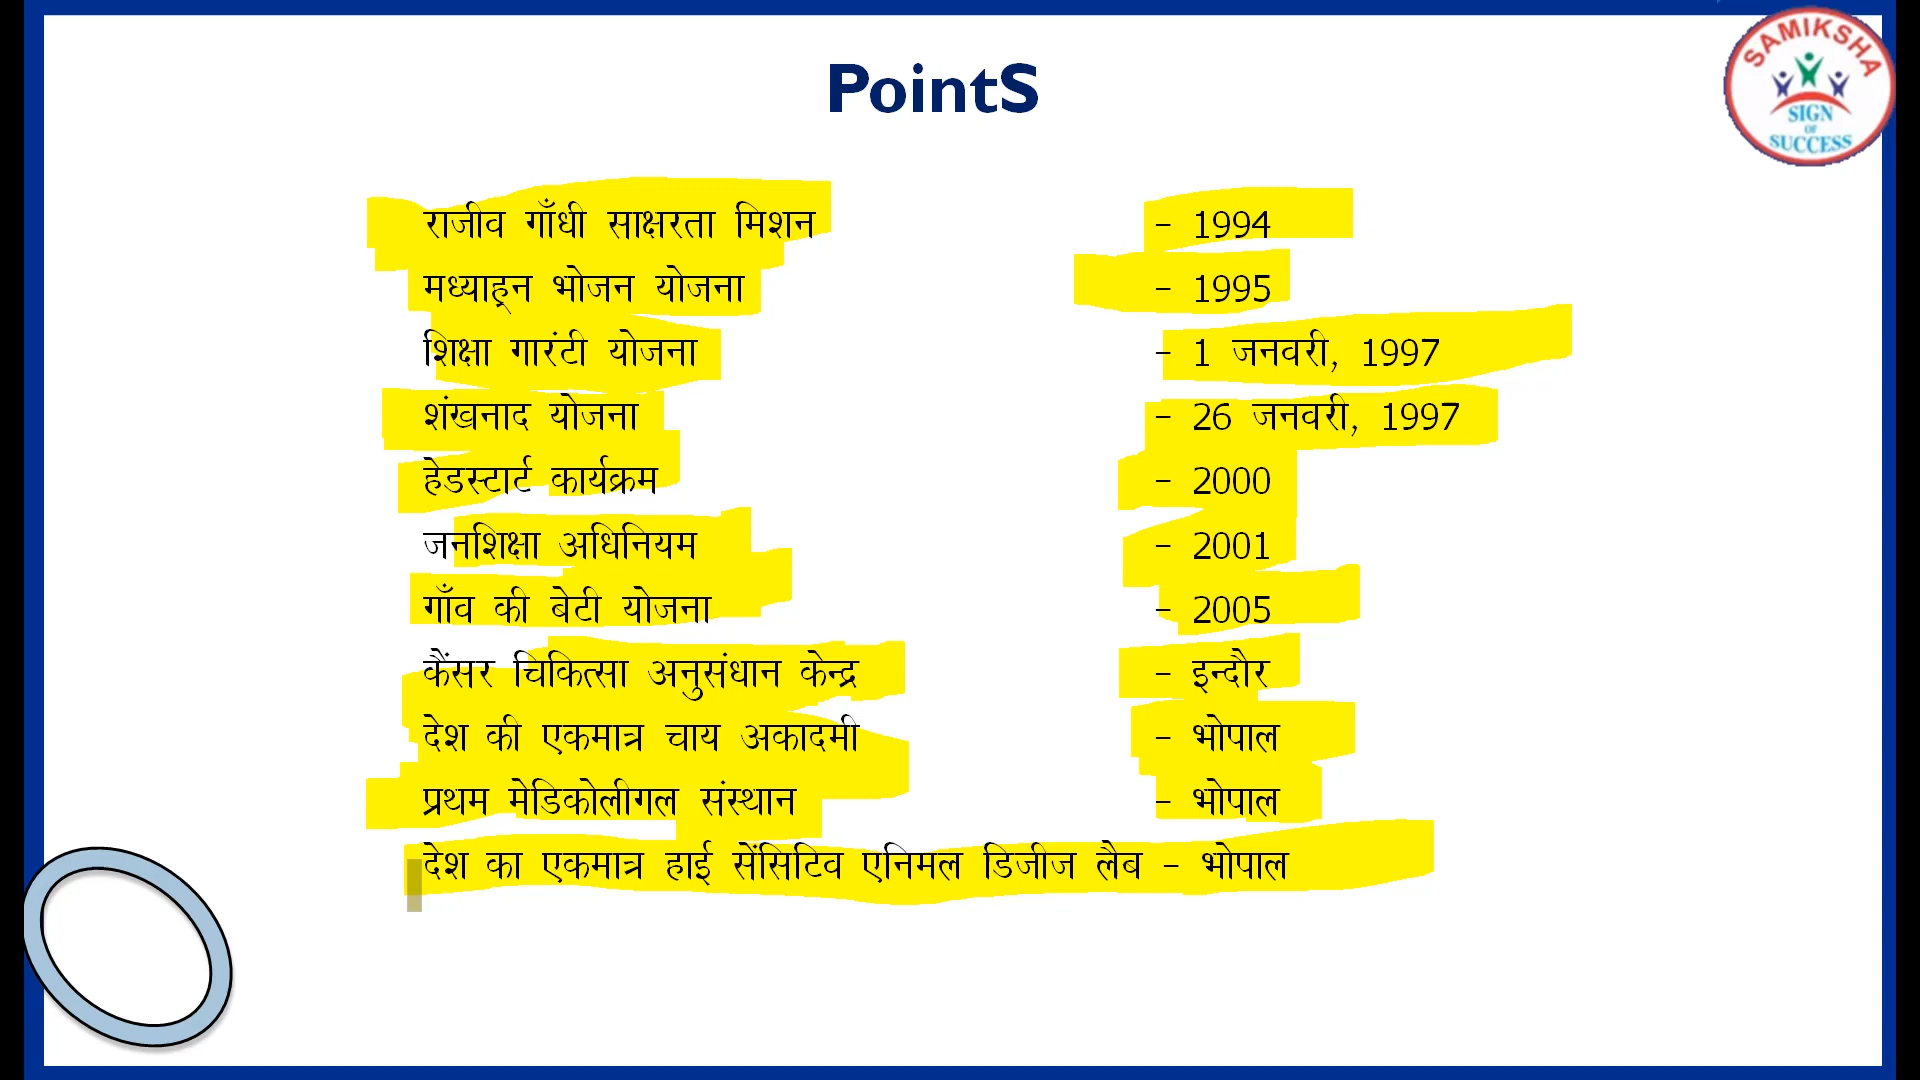 PointS
SAMIKSHA
SIGN
OF
SUCCESS
राजीव गाँधी साक्षरता मिशन - 1994
मध्याह्न भोजन योजना - 1995
शिक्षा गारंटी योजना - 1 जनवरी, 1997
शंखनाद योजना - 26 जनवरी, 1997
हेडस्टार्ट कार्यक्रम - 2000
जनशिक्षा अधिनियम - 2001
गाँव की बेटी योजना - 2005
कैंसर चिकित्सा अनुसंधान केन्द्र - इन्दौर
देश की एकमात्र चाय अकादमी - भोपाल
प्रथम मेडिकोलीगल संस्थान - भोपाल
देश का एकमात्र हाई सेंसिटिव एनिमल डिजीज लैब - भोपाल